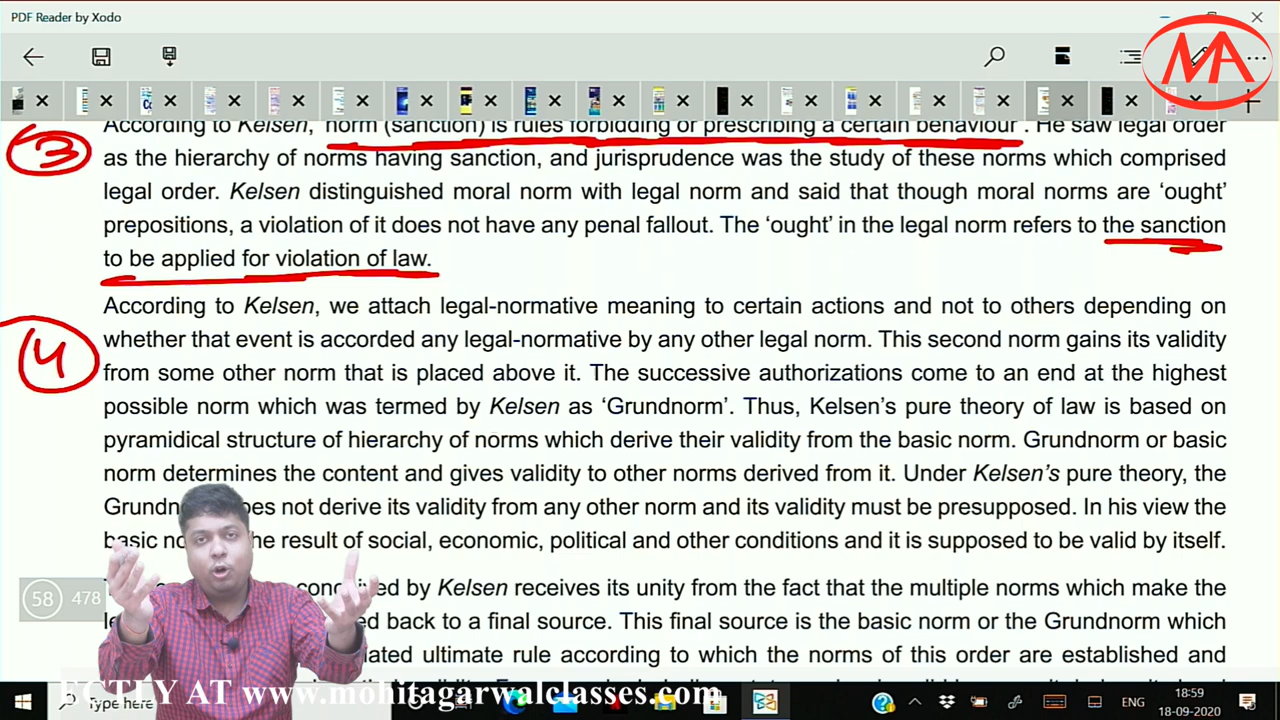 PDF Reader by Xodo
MA
According to Kelsen, 'norm (sanction) is rules forbidding or prescribing a certain behaviour'. He saw legal order
3
as the hierarchy of norms having sanction, and jurisprudence was the study of these norms which comprised
legal order. Kelsen distinguished moral norm with legal norm and said that though moral norms are ‘ought’
prepositions, a violation of it does not have any penal fallout. The ‘ought’ in the legal norm refers to the sanction
to be applied for violation of law.
According to Kelsen, we attach legal-normative meaning to certain actions and not to others depending on
4
whether that event is accorded any legal-normative by any other legal norm. This second norm gains its validity
from some other norm that is placed above it. The successive authorizations come to an end at the highest
possible norm which was termed by Kelsen as ‘Grundnorm’. Thus, Kelsen’s pure theory of law is based on
pyramidical structure of hierarchy of norms which derive their validity from the basic norm. Grundnorm or basic
norm determines the content and gives validity to other norms derived from it. Under Kelsen’s pure theory, the
not derive its validity from any other norm and its validity must be presupposed. In his view the
basic result of social, economic, political and other conditions and it is supposed to be valid by itself.
by Kelsen receives its unity from the fact that the multiple norms which make the
58 478
back to a final source. This final source is the basic norm or the Grundnorm which
ultimate rule according to which the norms of this order are established and
ECTLY AT www.mohitagarwalclasses.com
Type here
ENG
18:59
18-09-2020